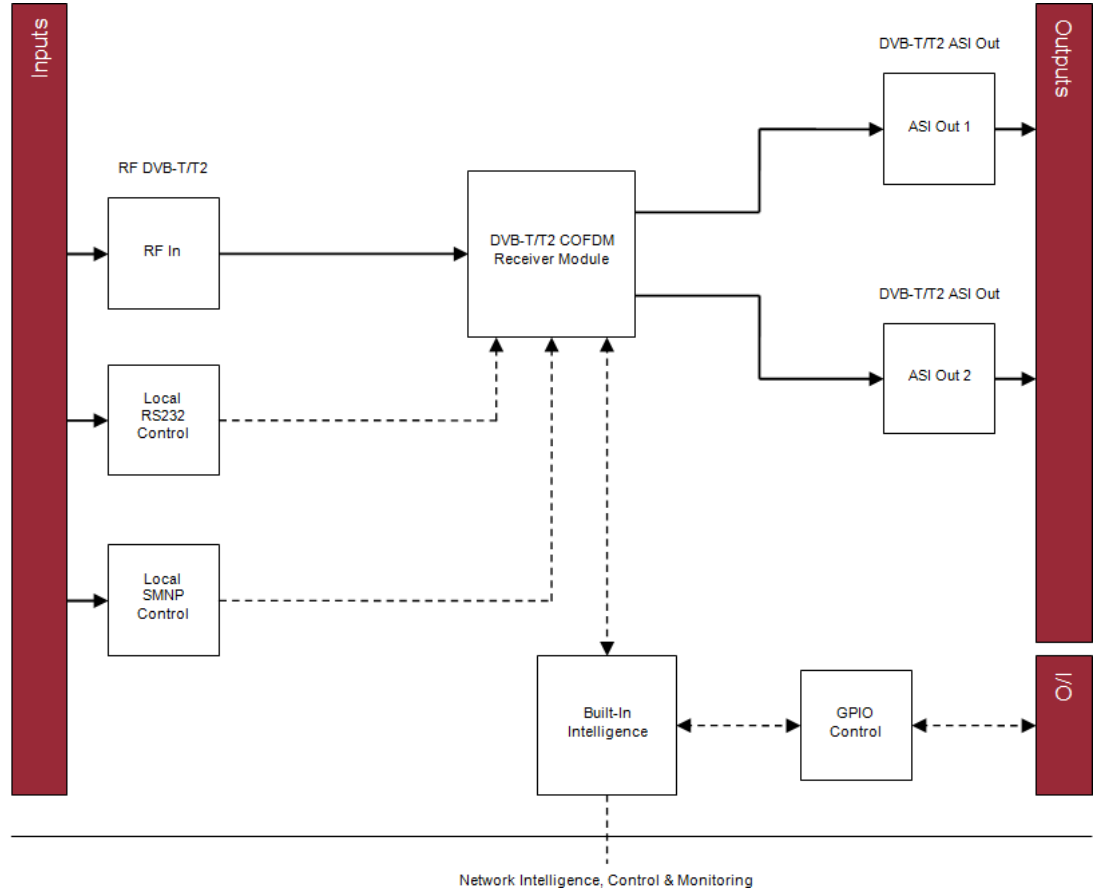 Inputs
Outputs
DVB-T/T2 ASI Out
ASI Out 1
RF DVB-T/T2
RF In
DVB-T/T2 COFDM
Receiver Module
DVB-T/T2 ASI Out
ASI Out 2
Local
RS232
Control
Local
SMNP
Control
Built-In
Intelligence
GPIO
Control
I/O
Network Intelligence, Control & Monitoring